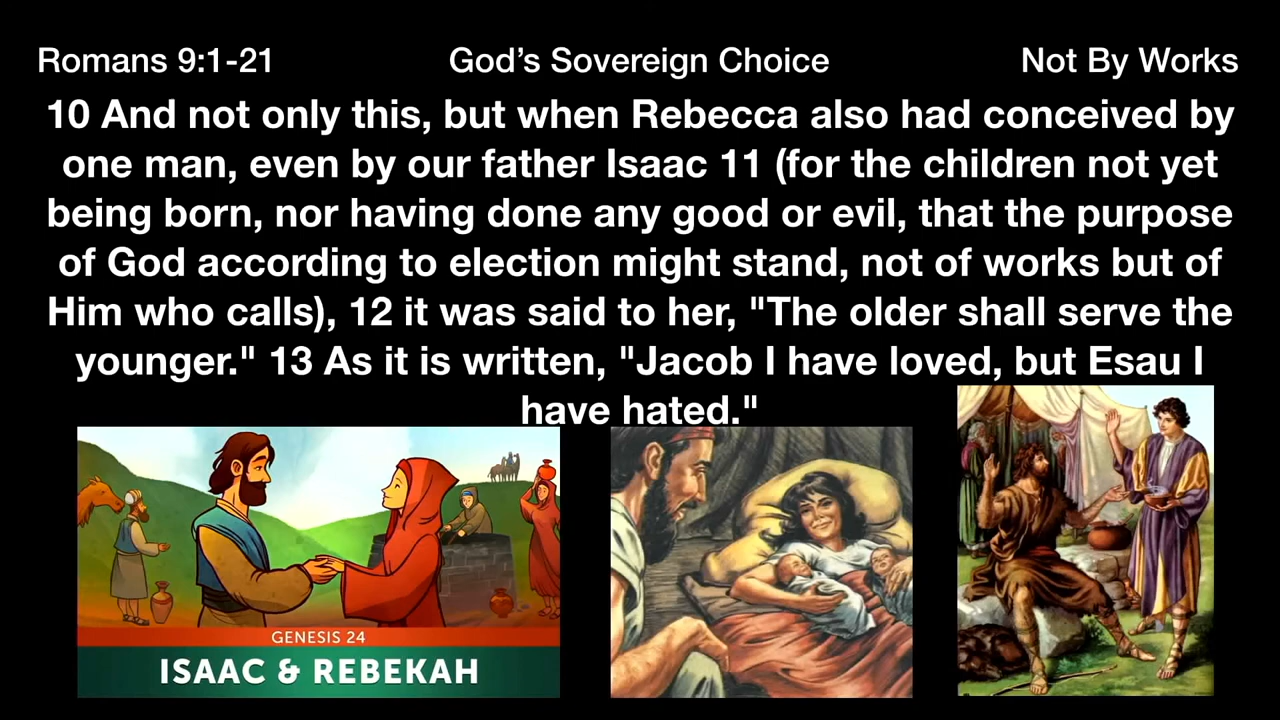 Romans 9:1-21 God’s Sovereign Choice Not By Works
10 And not only this, but when Rebecca also had conceived by
one man, even by our father Isaac 11 (for the children not yet
being born, nor having done any good or evil, that the purpose
of God according to election might stand, not of works but of
Him who calls), 12 it was said to her, "The older shall serve the
younger." 13 As it is written, "Jacob I have loved, but Esau I
have hated."
GENESIS 24
ISAAC & REBEKAH